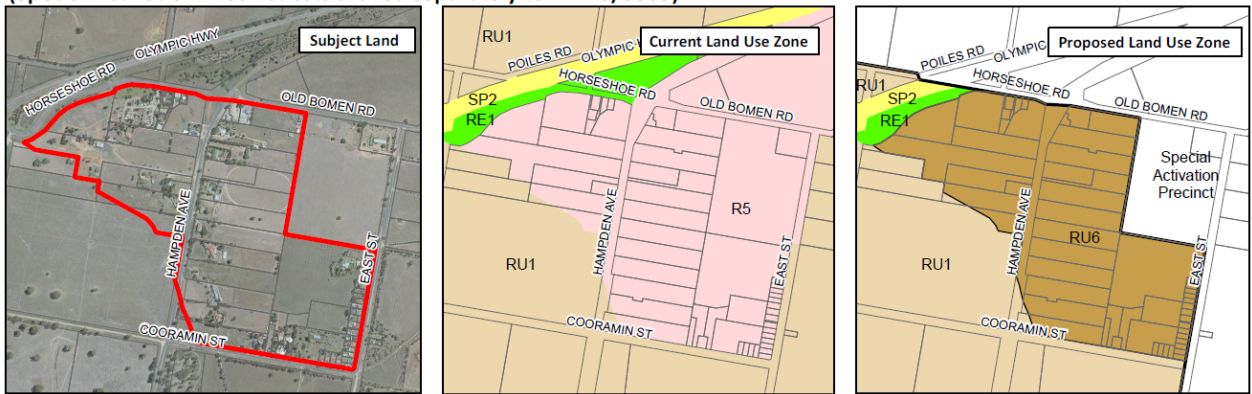 Subject Land
OLYMPIC HWY
HORSESHOE RD
OLD BOMEN RD
HAMPDEN AVE
EAST ST
COORAMIN ST
Current Land Use Zone
RU1
POILES RD
OLYMPIC H
HORSESHOE RD
SP2
RE1
OLD BOMEN RD
HAMPDEN AVE
R5
RU1
EAST ST
COORAMIN ST
Proposed Land Use Zone
POILES RD
OLYMPIC
HORSESHOE RD
RU1
SP2
RE1
OLD BOMEN RD
Special
Activation
Precinct
HAMPDEN AVE
RU6
RU1
EAST ST
COORAMIN ST